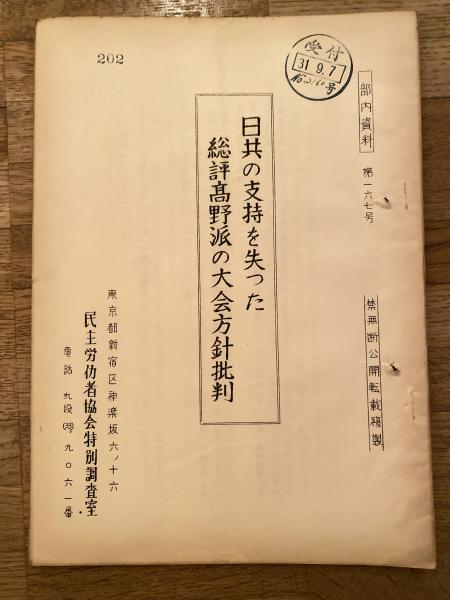 202
受付
31.9.7
号
部内資料
第一六七号
禁無断公開転載複製
日共の支持を失った
総評髙野派の大会方針批判
東京都新宿区神楽坂六ノ十六
民主労仂者協会特別調査室
電話 九段(33)九〇六一番